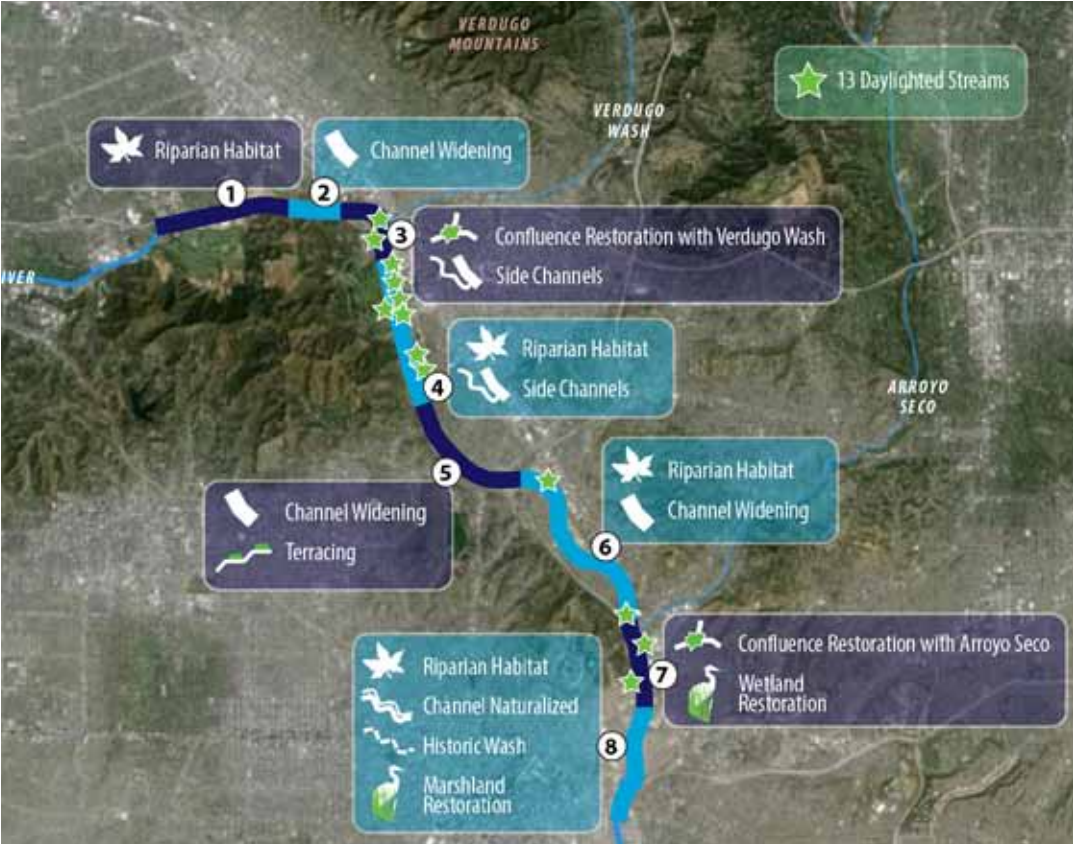 VERDUGO
MOUNTAINS
13 Daylighted Streams
VERDUGO
WASH
Riparian Habitat
Channel Widening
1
2
3
Confluence Restoration with Verdugo Wash
Side Channels
IVER
Riparian Habitat
Side Channels
4
ARROYO
SECO
5
Riparian Habitat
Channel Widening
Channel Widening
Terracing
6
Confluence Restoration with Arroyo Seco
Wetland
Restoration
7
Riparian Habitat
Channel Naturalized
Historic Wash
Marshland
Restoration
8